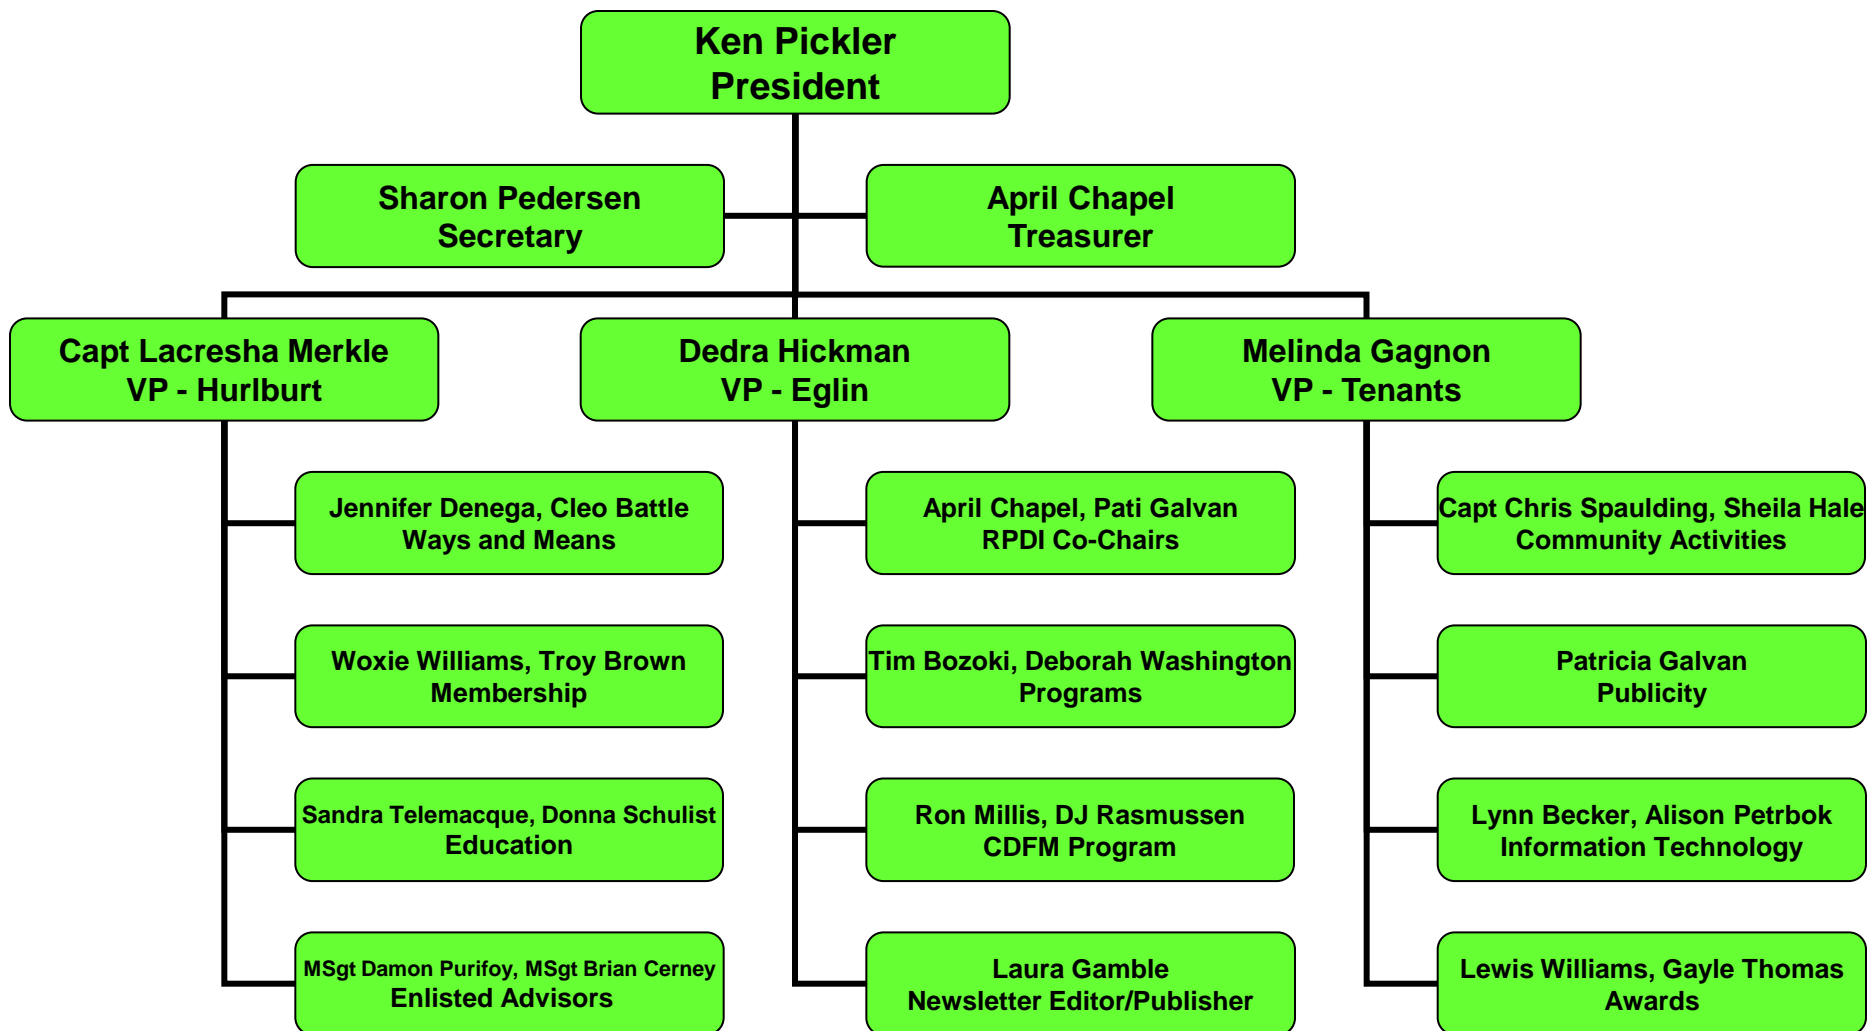 Ken Pickler
President
Sharon Pedersen
Secretary
April Chapel
Treasurer
Capt Lacresha Merkle
VP - Hurlburt
Dedra Hickman
VP - Eglin
Melinda Gagnon
VP - Tenants
Jennifer Denega, Cleo Battle
Ways and Means
April Chapel, Pati Galvan
RPDI Co-Chairs
Capt Chris Spaulding, Sheila Hale
Community Activities
Woxie Williams, Troy Brown
Membership
Tim Bozoki, Deborah Washington
Programs
Patricia Galvan
Publicity
Sandra Telemacque, Donna Schulist
Education
Ron Millis, DJ Rasmussen
CDFM Program
Lynn Becker, Alison Petrbok
Information Technology
MSgt Damon Purifoy, MSgt Brian Cerney
Enlisted Advisors
Laura Gamble
Newsletter Editor/Publisher
Lewis Williams, Gayle Thomas
Awards